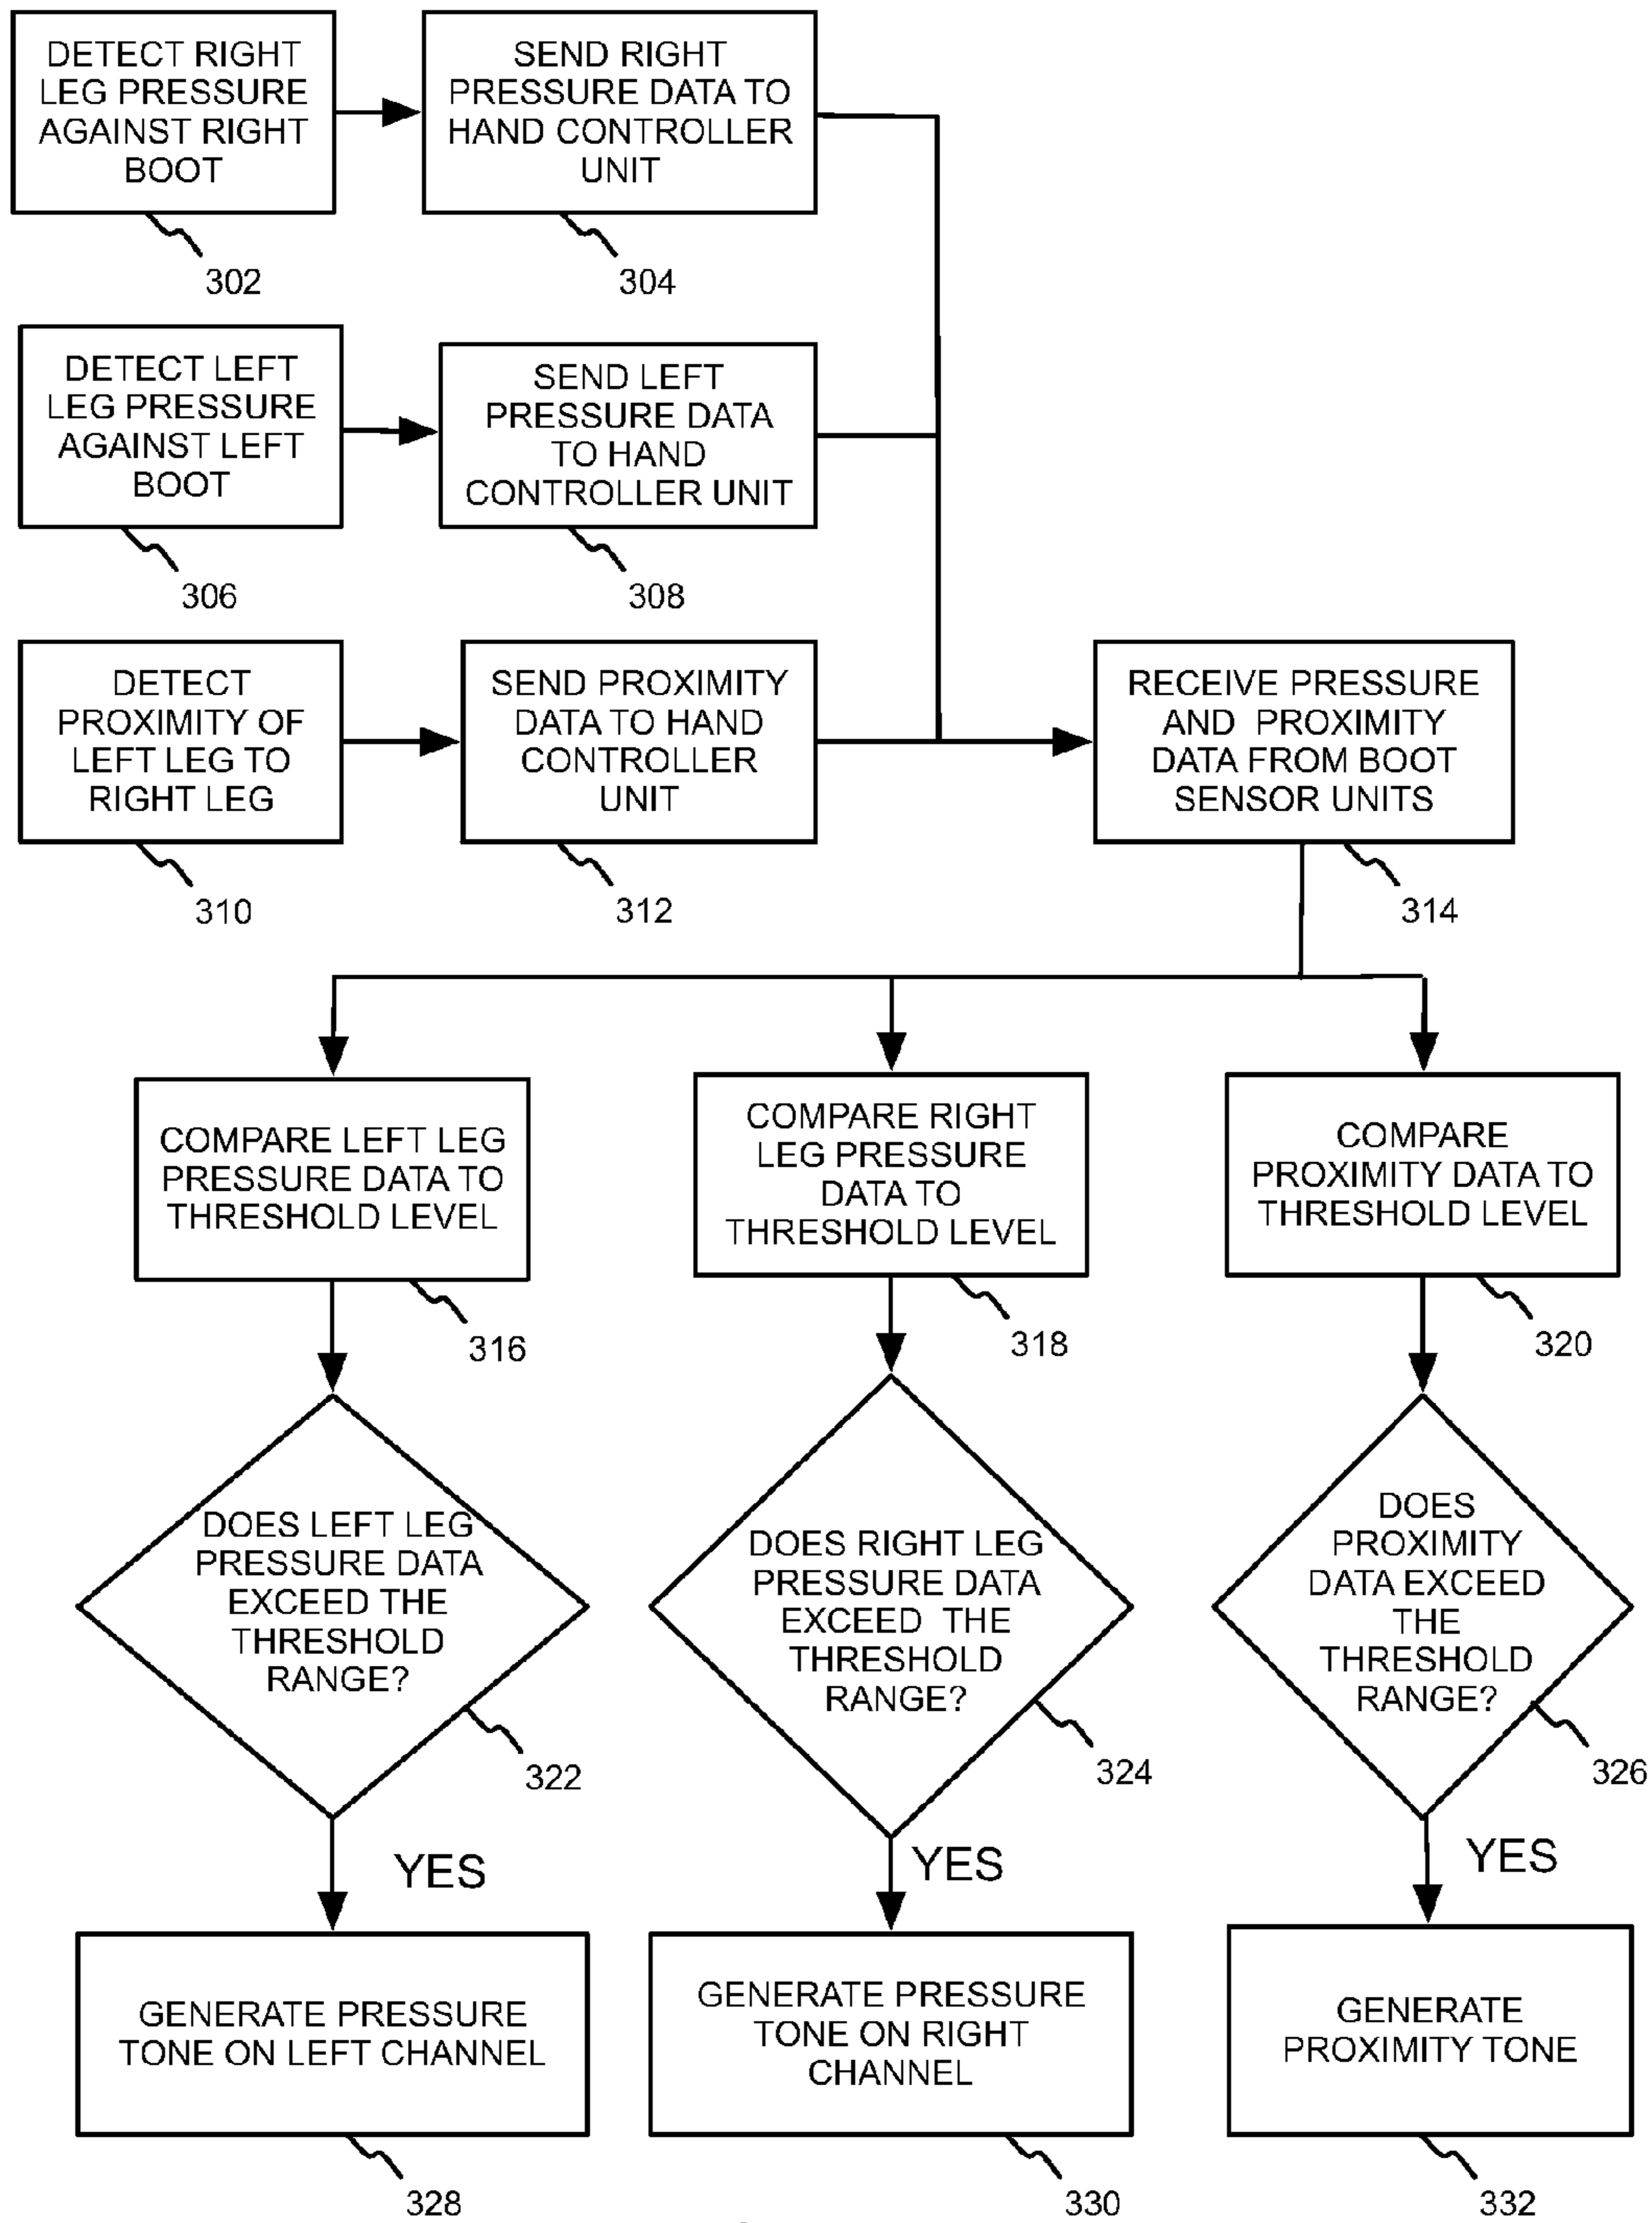 DETECT RIGHT
LEG PRESSURE
AGAINST RIGHT
BOOT
302
SEND RIGHT
PRESSURE DATA TO
HAND CONTROLLER
UNIT
304
DETECT LEFT
LEG PRESSURE
AGAINST LEFT
BOOT
306
SEND LEFT
PRESSURE DATA
TO HAND
CONTROLLER UNIT
308
DETECT
PROXIMITY OF
LEFT LEG TO
RIGHT LEG
310
SEND PROXIMITY
DATA TO HAND
CONTROLLER
UNIT
312
RECEIVE PRESSURE
AND PROXIMITY
DATA FROM BOOT
SENSOR UNITS
314
COMPARE LEFT LEG
PRESSURE DATA TO
THRESHOLD LEVEL
316
COMPARE RIGHT
LEG PRESSURE
DATA TO
THRESHOLD LEVEL
318
COMPARE
PROXIMITY DATA TO
THRESHOLD LEVEL
320
DOES LEFT LEG
PRESSURE DATA
EXCEED THE
THRESHOLD
RANGE?
322
DOES RIGHT LEG
PRESSURE DATA
EXCEED THE
THRESHOLD
RANGE?
324
DOES
PROXIMITY
DATA EXCEED
THE
THRESHOLD
RANGE?
326
YES
YES
YES
GENERATE PRESSURE
TONE ON LEFT CHANNEL
328
GENERATE PRESSURE
TONE ON RIGHT
CHANNEL
330
GENERATE
PROXIMITY TONE
332